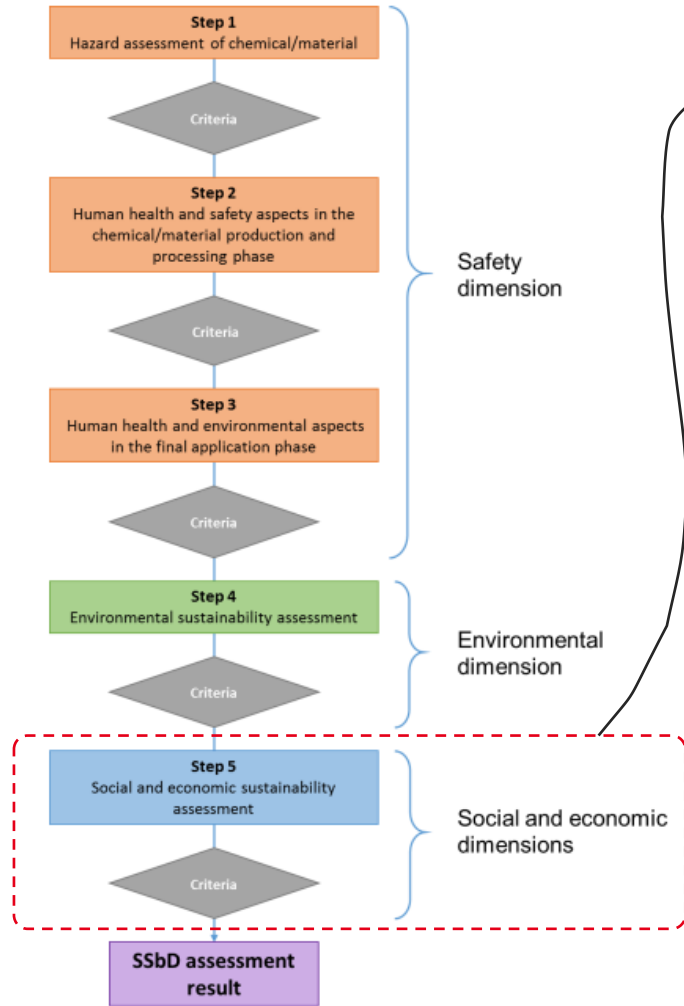 Step 1
Hazard assessment of chemical/material
Criteria
Step 2
Human health and safety aspects in the
chemical/material production and
processing phase
Safety
dimension
Criteria
Step 3
Human health and environmental aspects
in the final application phase
Criteria
Step 4
Environmental sustainability assessment
Environmental
dimension
Criteria
Step 5
Social and economic sustainability
assessment
Social and economic
dimensions
Criteria
SSbD assessment
result